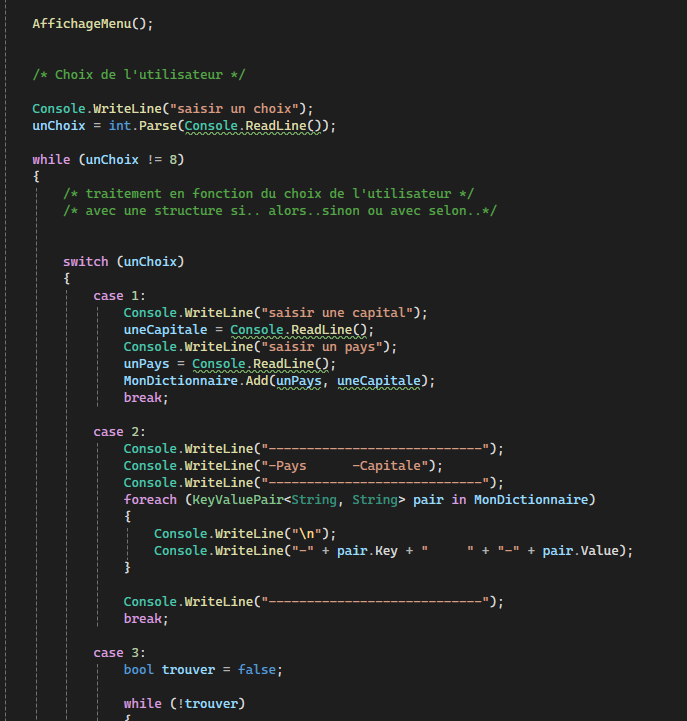 AffichageMenu();
/* Choix de l'utilisateur */
Console.WriteLine("saisir un choix");
unChoix = int.Parse(Console.ReadLine());
while (unChoix != 8)
{
/* traitement en fonction du choix de l'utilisateur */
/* avec une structure si.. alors..sinon ou avec selon..*/
switch (unChoix)
{
case 1:
Console.WriteLine("saisir une capital");
uneCapitale = Console.ReadLine();
Console.WriteLine("saisir un pays");
unPays = Console.ReadLine();
MonDictionnaire.Add(unPays, uneCapitale);
break;
case 2:
Console.WriteLine("----------------------------");
Console.WriteLine("-Pays      -Capitale");
Console.WriteLine("----------------------------");
foreach (KeyValuePair<String, String> pair in MonDictionnaire)
{
Console.WriteLine("\n");
Console.WriteLine("-" + pair.Key + "     " + "-" + pair.Value);
}
Console.WriteLine("----------------------------");
break;
case 3:
bool trouver = false;
while (!trouver)
{